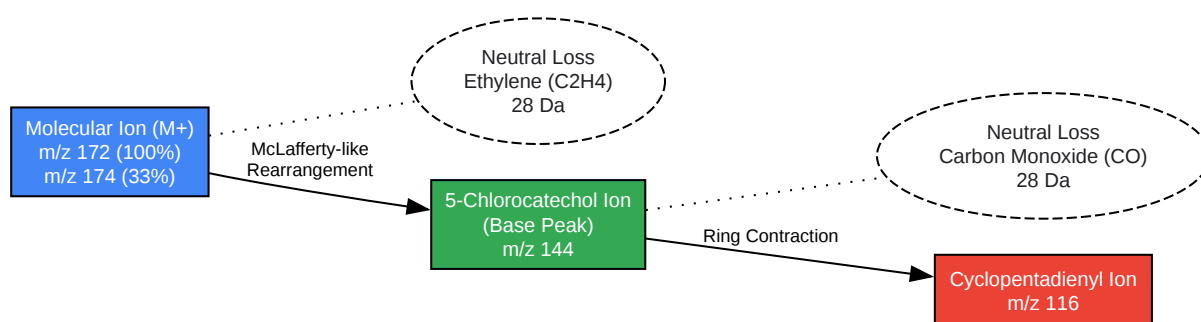 Neutral Loss
Ethylene (C2H4)
28 Da
Molecular Ion (M+)
m/z 172 (100%)
m/z 174 (33%)
McLafferty-like
Rearrangement
Neutral Loss
Carbon Monoxide (CO)
28 Da
5-Chlorocatechol Ion
(Base Peak)
m/z 144
Ring Contraction
Cyclopentadienyl Ion
m/z 116